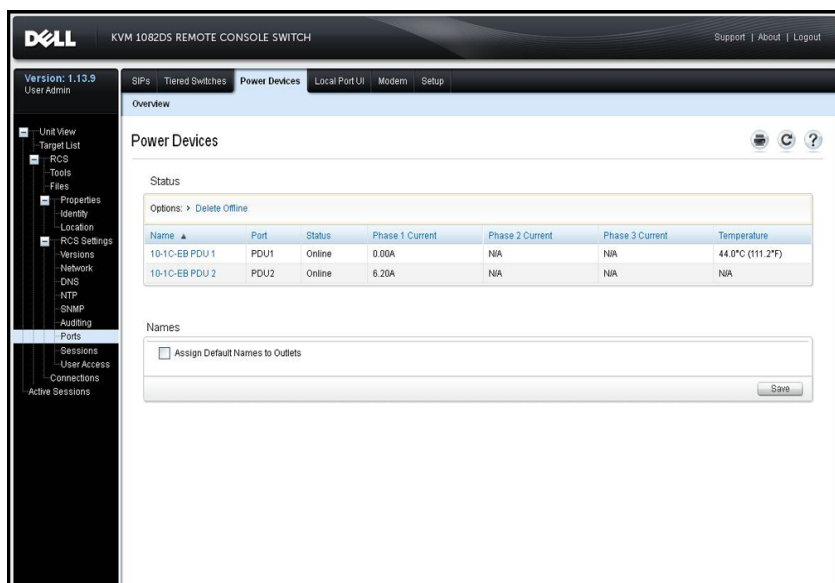 DELL
KVM 1082DS REMOTE CONSOLE SWITCH
Support | About | Logout
Version: 1.13.9
User Admin
SIPs Tiered Switches Power Devices Local Port UI Modem Setup
Overview
Unit View
Target List
RCS
Tools
Files
Properties
Identity
Location
RCS Settings
Versions
Network
DNS
NTP
SNMP
Auditing
Ports
Sessions
User Access
Connections
Active Sessions
Power Devices
?
Status
Options: > Delete Offline
Name ▲ Port Status Phase 1 Current Phase 2 Current Phase 3 Current Temperature
10-1C-EB PDU 1 PDU1 Online 0.00A N/A N/A 44.0°C (111.2°F)
10-1C-EB PDU 2 PDU2 Online 6.20A N/A N/A N/A
Names
Assign Default Names to Outlets
Save